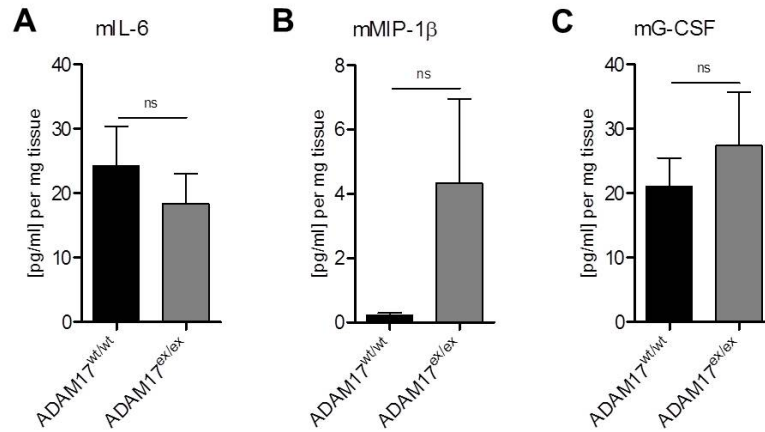 A
mIL-6
[pg/ml] per mg tissue
40
30
20
10
0
ns
ADAM17wt/wt
ADAM17ex/ex
B
mMIP-1β
[pg/ml] per mg tissue
8
6
4
2
0
ns
ADAM17wt/wt
ADAM17ex/ex
C
mG-CSF
[pg/ml] per mg tissue
40
30
20
10
0
ns
ADAM17wt/wt
ADAM17ex/ex